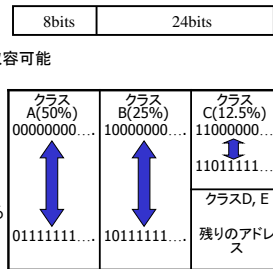 8bits 24bits
容可能
クラス クラス クラス
A(50%) B(25%) C(12.5%)
00000000.... 10000000.... 11000000....
11011111....
クラスD, E
残りのアドレ
ス
01111111.... 10111111....